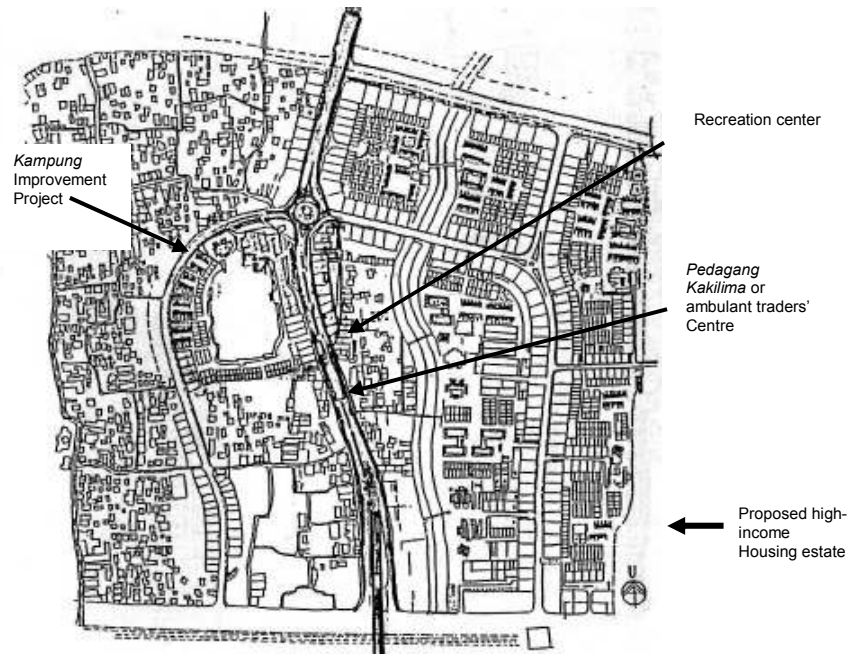 Recreation center
Kampung
Improvement
Project
Pedagang
Kakilima or
ambulant traders'
Centre
Proposed high-
income
Housing estate
U